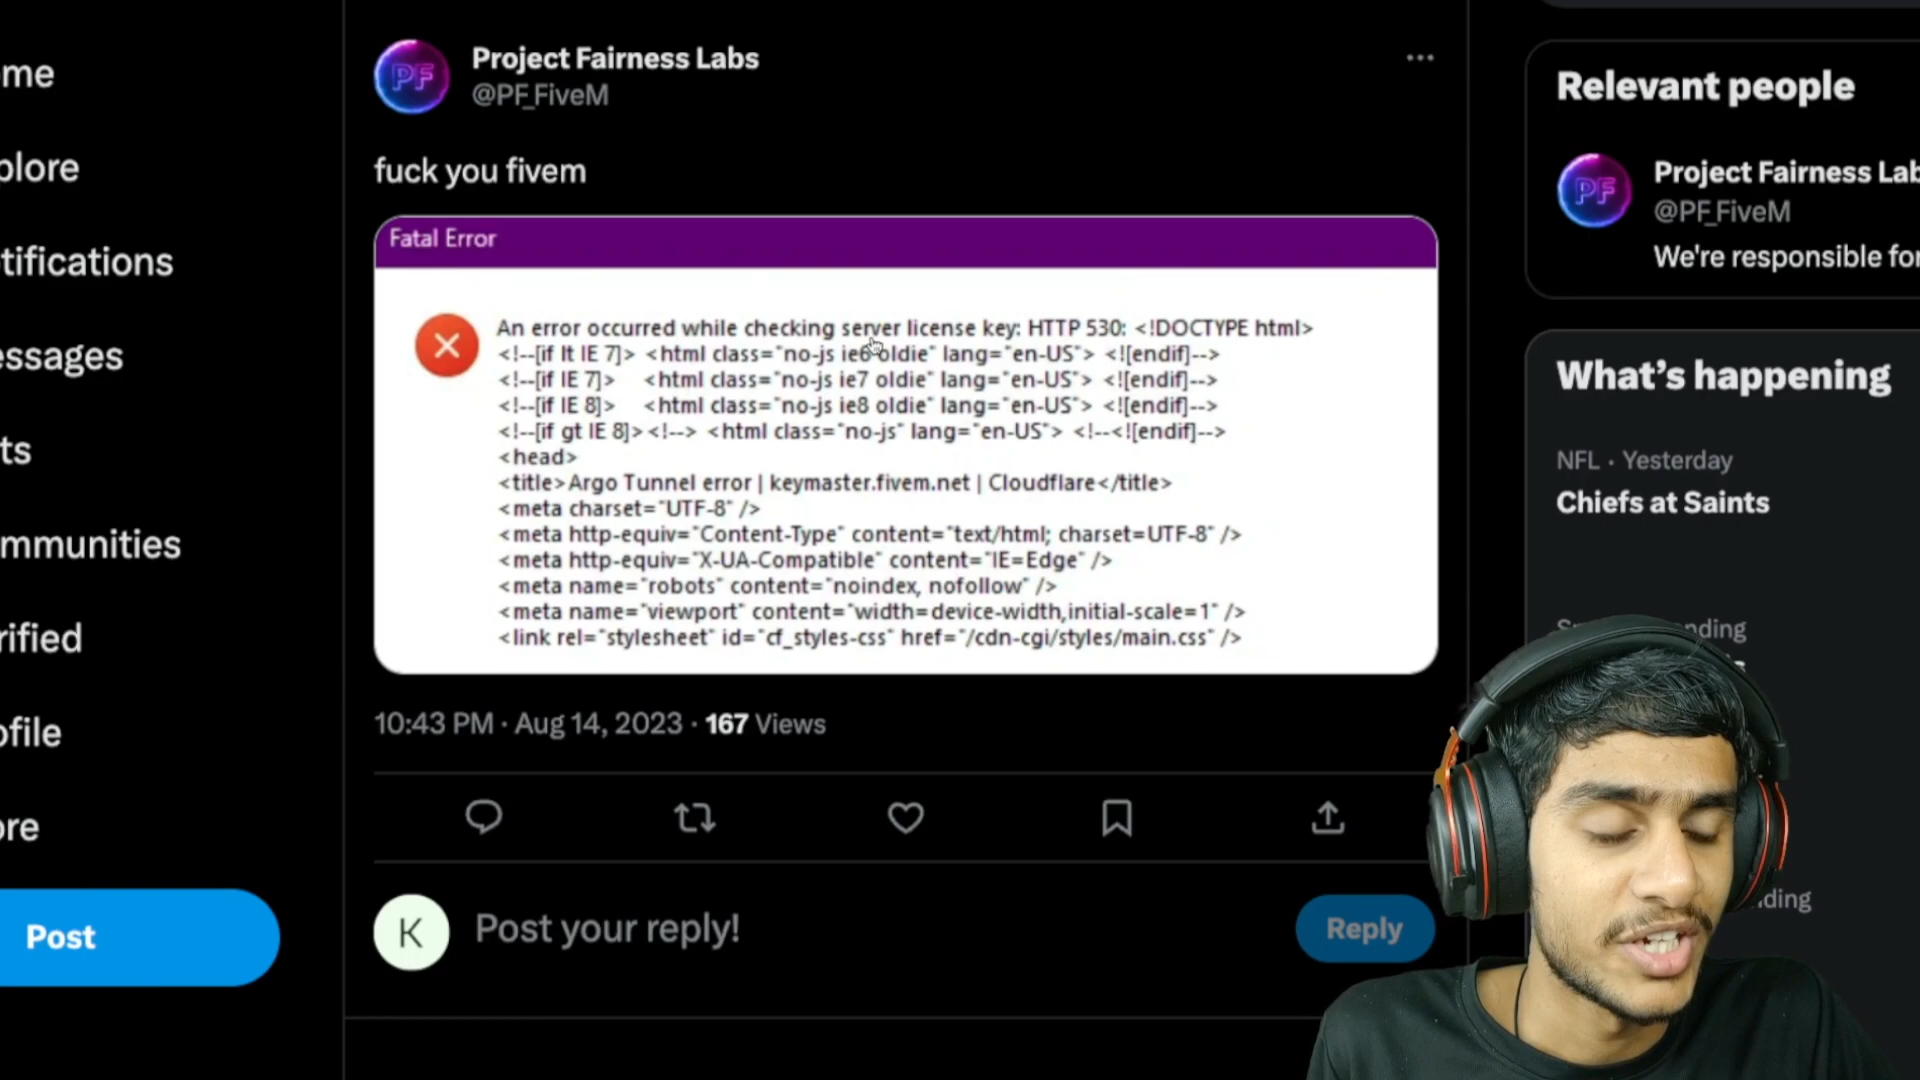 me
plore
tifications
essages
ts
mmunities
rified
ofile
ore
Post
PF
Project Fairness Labs
@PF_FiveM
fuck you fivem
Fatal Error
An error occurred while checking server license key: HTTP 530: <!DOCTYPE html>
<!--[if lt IE 7]> <html class="no-js ie6 oldie" lang="en-US"> <![endif]-->
<!--[if IE 7]>    <html class="no-js ie7 oldie" lang="en-US"> <![endif]-->
<!--[if IE 8]>    <html class="no-js ie8 oldie" lang="en-US"> <![endif]-->
<!--[if gt IE 8]><!--> <html class="no-js" lang="en-US"> <!--<![endif]-->
<head>
<title>Argo Tunnel error | keymaster.fivem.net | Cloudflare</title>
<meta charset="UTF-8" />
<meta http-equiv="Content-Type" content="text/html; charset=UTF-8" />
<meta http-equiv="X-UA-Compatible" content="IE=Edge" />
<meta name="robots" content="noindex, nofollow" />
<meta name="viewport" content="width=device-width,initial-scale=1" />
<link rel="stylesheet" id="cf_styles-css" href="/cdn-cgi/styles/main.css" />
10:43 PM · Aug 14, 2023 · 167 Views
K
Post your reply!
Reply
Relevant people
PF
Project Fairness Lab
@PF_FiveM
We're responsible for
What's happening
NFL · Yesterday
Chiefs at Saints
nding
ding